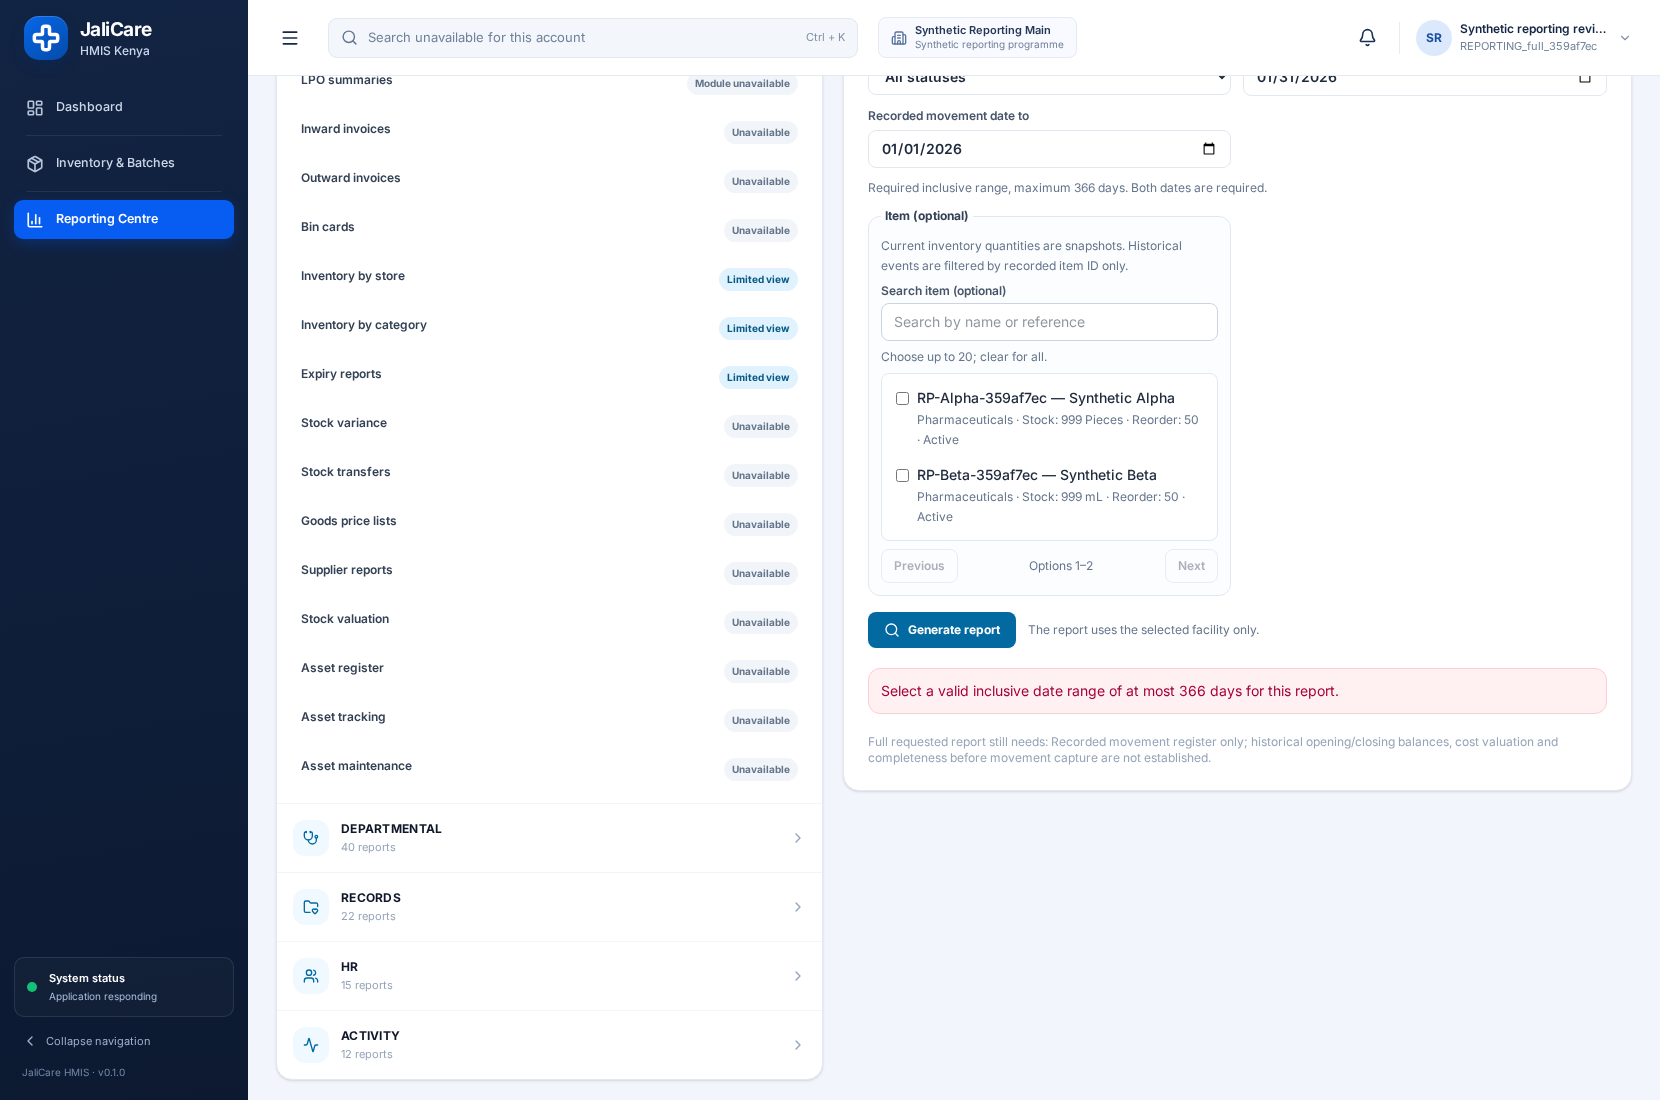 JaliCare
HMIS Kenya
Dashboard
Inventory & Batches
Reporting Centre
System status
Application responding
Collapse navigation
JaliCare HMIS · v0.1.0
Search unavailable for this account
Ctrl + K
Synthetic Reporting Main
Synthetic reporting programme
SR
Synthetic reporting revi...
REPORTING_full_359af7ec
LPO summaries
Module unavailable
Inward invoices
Unavailable
Outward invoices
Unavailable
Bin cards
Unavailable
Inventory by store
Limited view
Inventory by category
Limited view
Expiry reports
Limited view
Stock variance
Unavailable
Stock transfers
Unavailable
Goods price lists
Unavailable
Supplier reports
Unavailable
Stock valuation
Unavailable
Asset register
Unavailable
Asset tracking
Unavailable
Asset maintenance
Unavailable
DEPARTMENTAL
40 reports
RECORDS
22 reports
HR
15 reports
ACTIVITY
12 reports
All statuses
01/31/2026
Recorded movement date to
01/01/2026
Required inclusive range, maximum 366 days. Both dates are required.
Item (optional)
Current inventory quantities are snapshots. Historical
events are filtered by recorded item ID only.
Search item (optional)
Search by name or reference
Choose up to 20; clear for all.
RP-Alpha-359af7ec — Synthetic Alpha
Pharmaceuticals · Stock: 999 Pieces · Reorder: 50
· Active
RP-Beta-359af7ec — Synthetic Beta
Pharmaceuticals · Stock: 999 mL · Reorder: 50 ·
Active
Previous
Options 1–2
Next
Generate report
The report uses the selected facility only.
Select a valid inclusive date range of at most 366 days for this report.
Full requested report still needs: Recorded movement register only; historical opening/closing balances, cost valuation and
completeness before movement capture are not established.